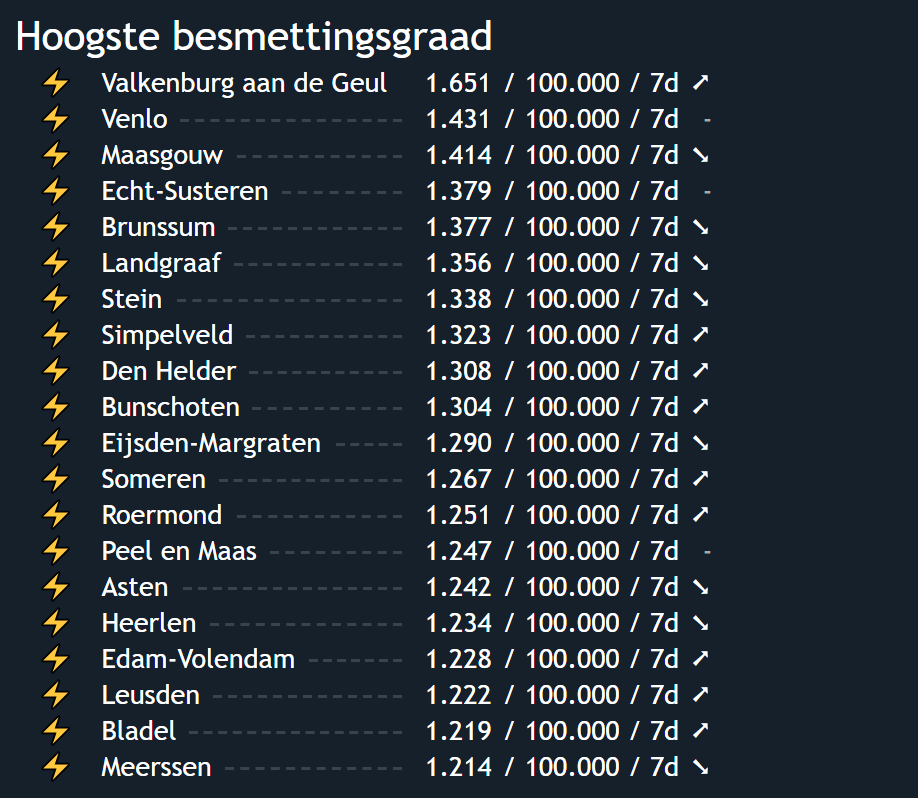 Hoogste besmettingsgraad
⚡ Valkenburg aan de Geul 1.651 / 100.000 / 7d ➚
⚡ Venlo 1.431 / 100.000 / 7d -
⚡ Maasgouw 1.414 / 100.000 / 7d ➘
⚡ Echt-Susteren 1.379 / 100.000 / 7d -
⚡ Brunssum 1.377 / 100.000 / 7d ➘
⚡ Landgraaf 1.356 / 100.000 / 7d ➘
⚡ Stein 1.338 / 100.000 / 7d ➘
⚡ Simpelveld 1.323 / 100.000 / 7d ➚
⚡ Den Helder 1.308 / 100.000 / 7d ➚
⚡ Bunschoten 1.304 / 100.000 / 7d ➚
⚡ Eijsden-Margraten 1.290 / 100.000 / 7d ➘
⚡ Someren 1.267 / 100.000 / 7d ➚
⚡ Roermond 1.251 / 100.000 / 7d ➚
⚡ Peel en Maas 1.247 / 100.000 / 7d -
⚡ Asten 1.242 / 100.000 / 7d ➘
⚡ Heerlen 1.234 / 100.000 / 7d ➘
⚡ Edam-Volendam 1.228 / 100.000 / 7d ➚
⚡ Leusden 1.222 / 100.000 / 7d ➚
⚡ Bladel 1.219 / 100.000 / 7d ➚
⚡ Meerssen 1.214 / 100.000 / 7d ➘